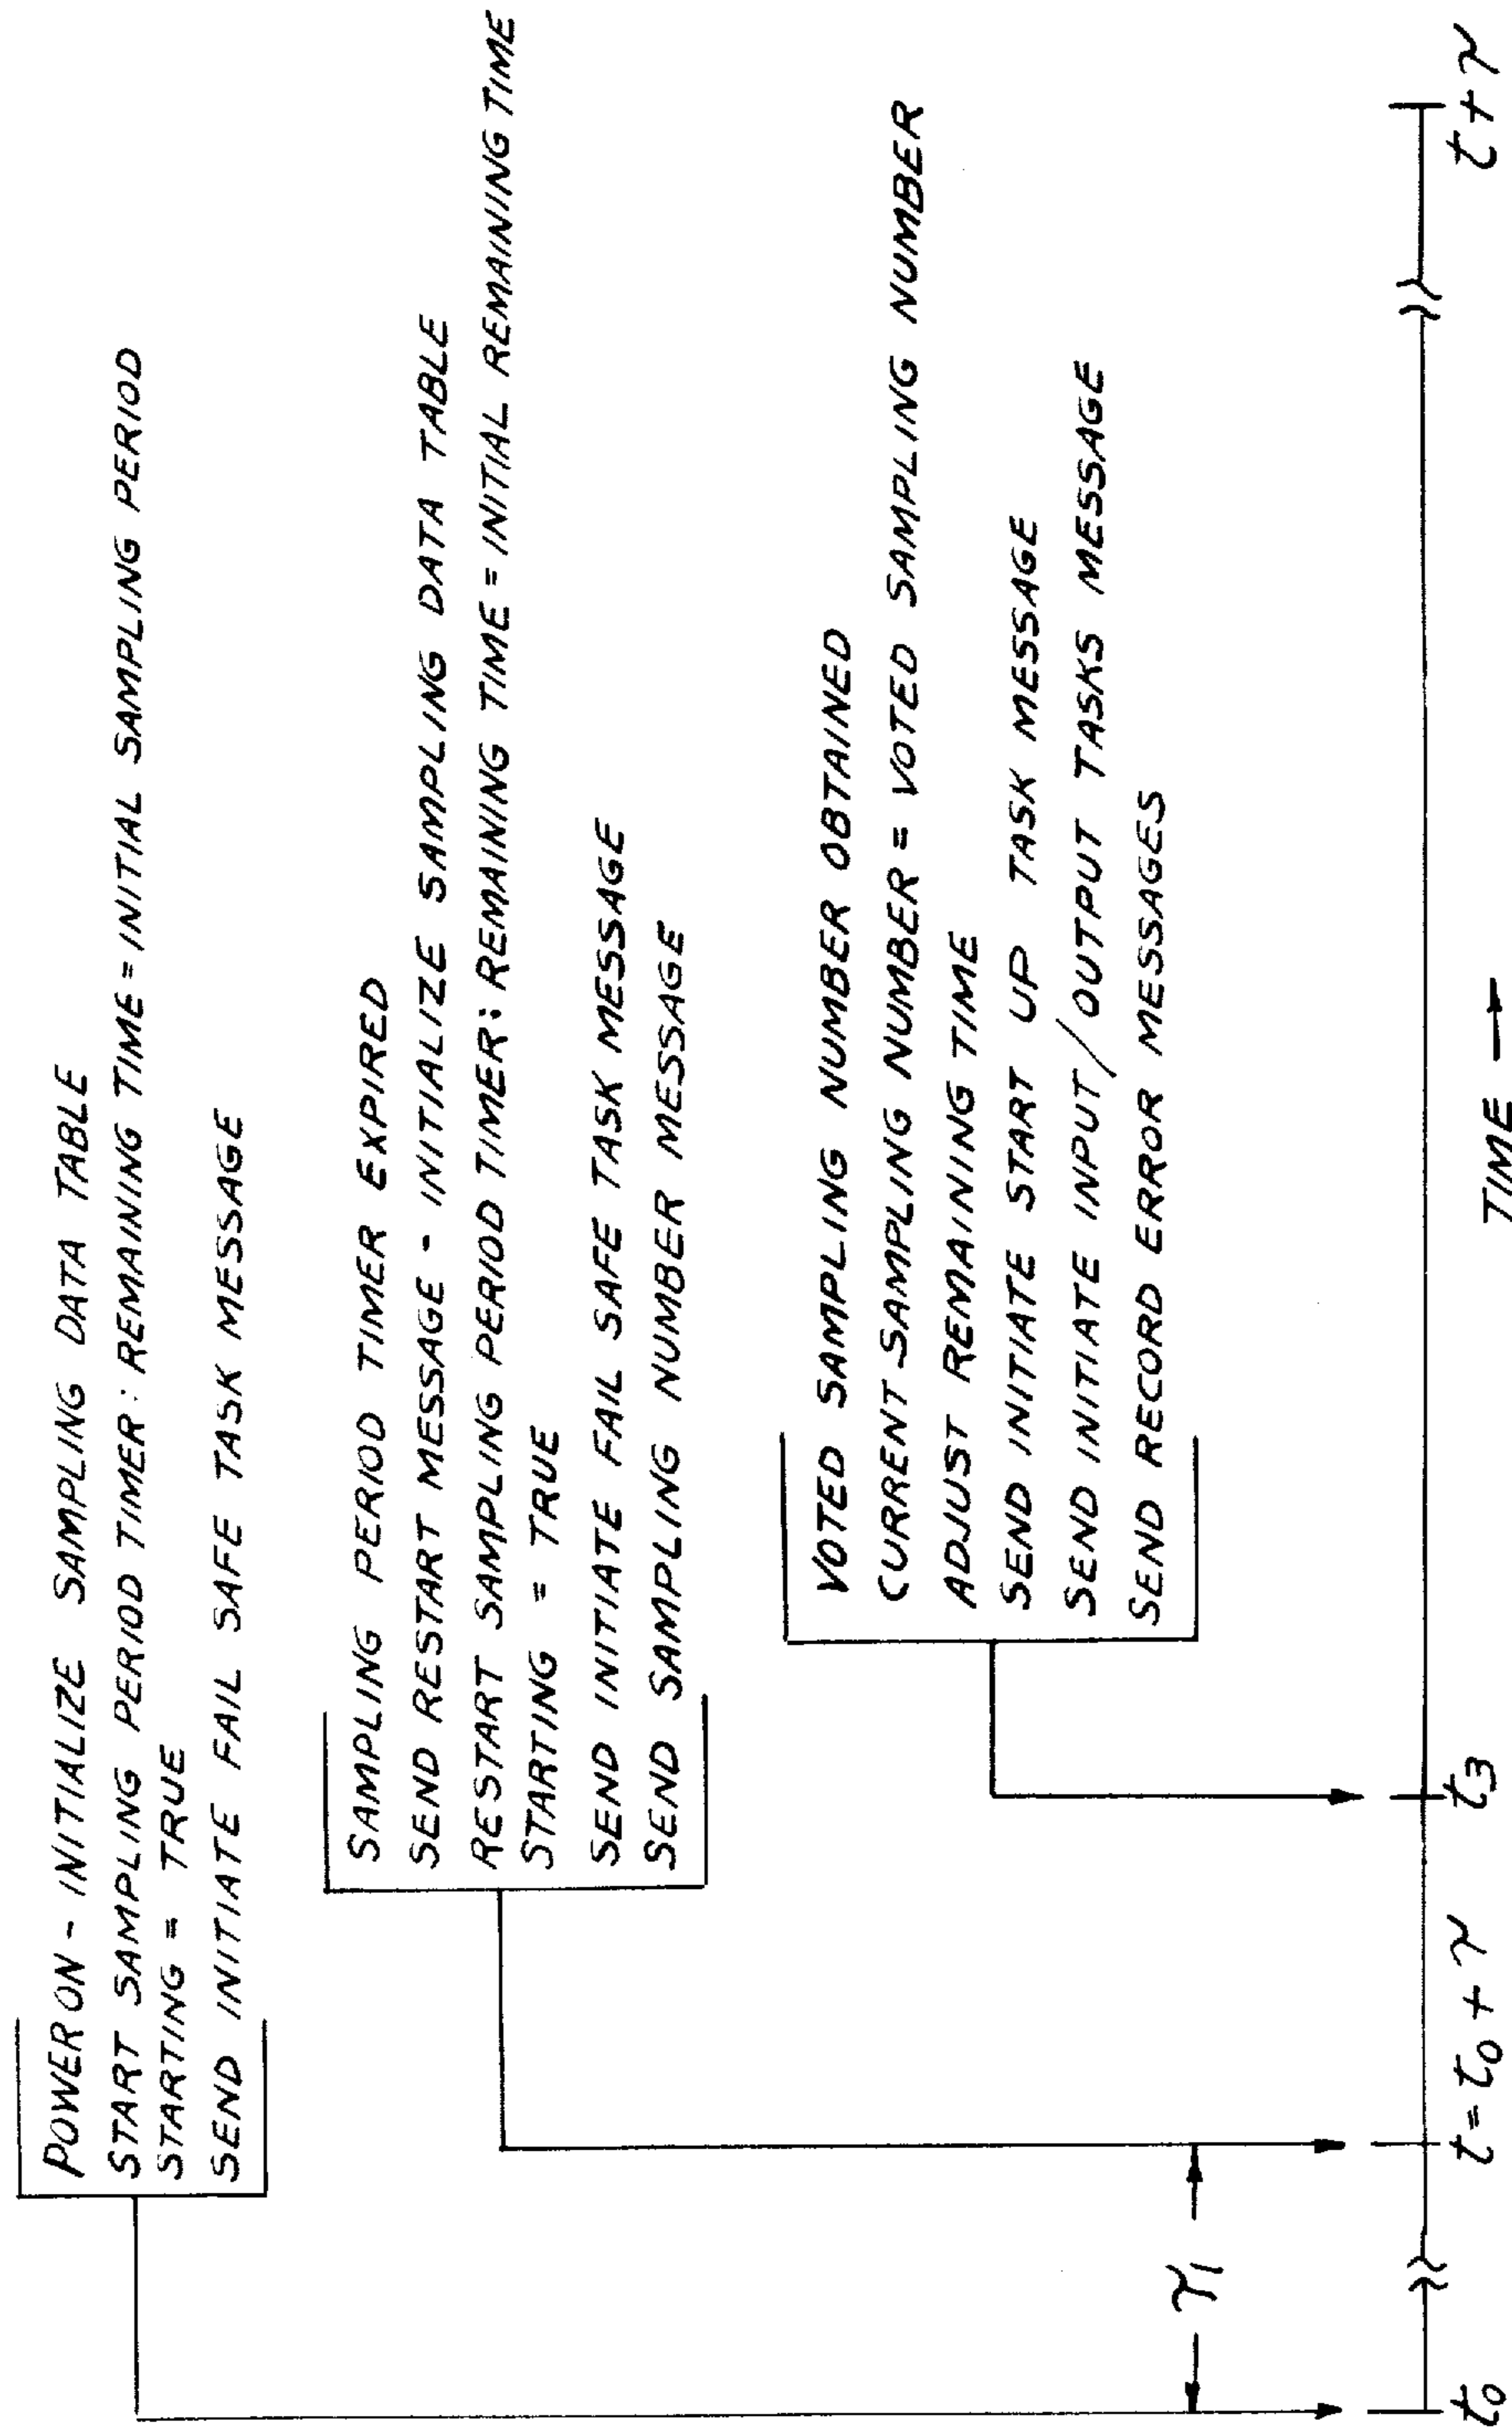 POWER ON - INITIALIZE SAMPLING DATA TABLE
START SAMPLING PERIOD TIMER: REMAINING TIME = INITIAL SAMPLING PERIOD
STARTING = TRUE
SEND INITIATE FAIL SAFE TASK MESSAGE
SAMPLING PERIOD TIMER EXPIRED
SEND RESTART MESSAGE - INITIALIZE SAMPLING DATA TABLE
RESTART SAMPLING PERIOD TIMER: REMAINING TIME = INITIAL REMAINING TIME
STARTING = TRUE
SEND INITIATE FAIL SAFE TASK MESSAGE
SEND SAMPLING NUMBER MESSAGE
VOTED SAMPLING NUMBER OBTAINED
CURRENT SAMPLING NUMBER = VOTED SAMPLING NUMBER
ADJUST REMAINING TIME
SEND INITIATE START UP TASK MESSAGE
SEND INITIATE INPUT/OUTPUT TASKS MESSAGE
SEND RECORD ERROR MESSAGES
τ1
t0
t = t0 + τ
t3
t + τ
TIME →